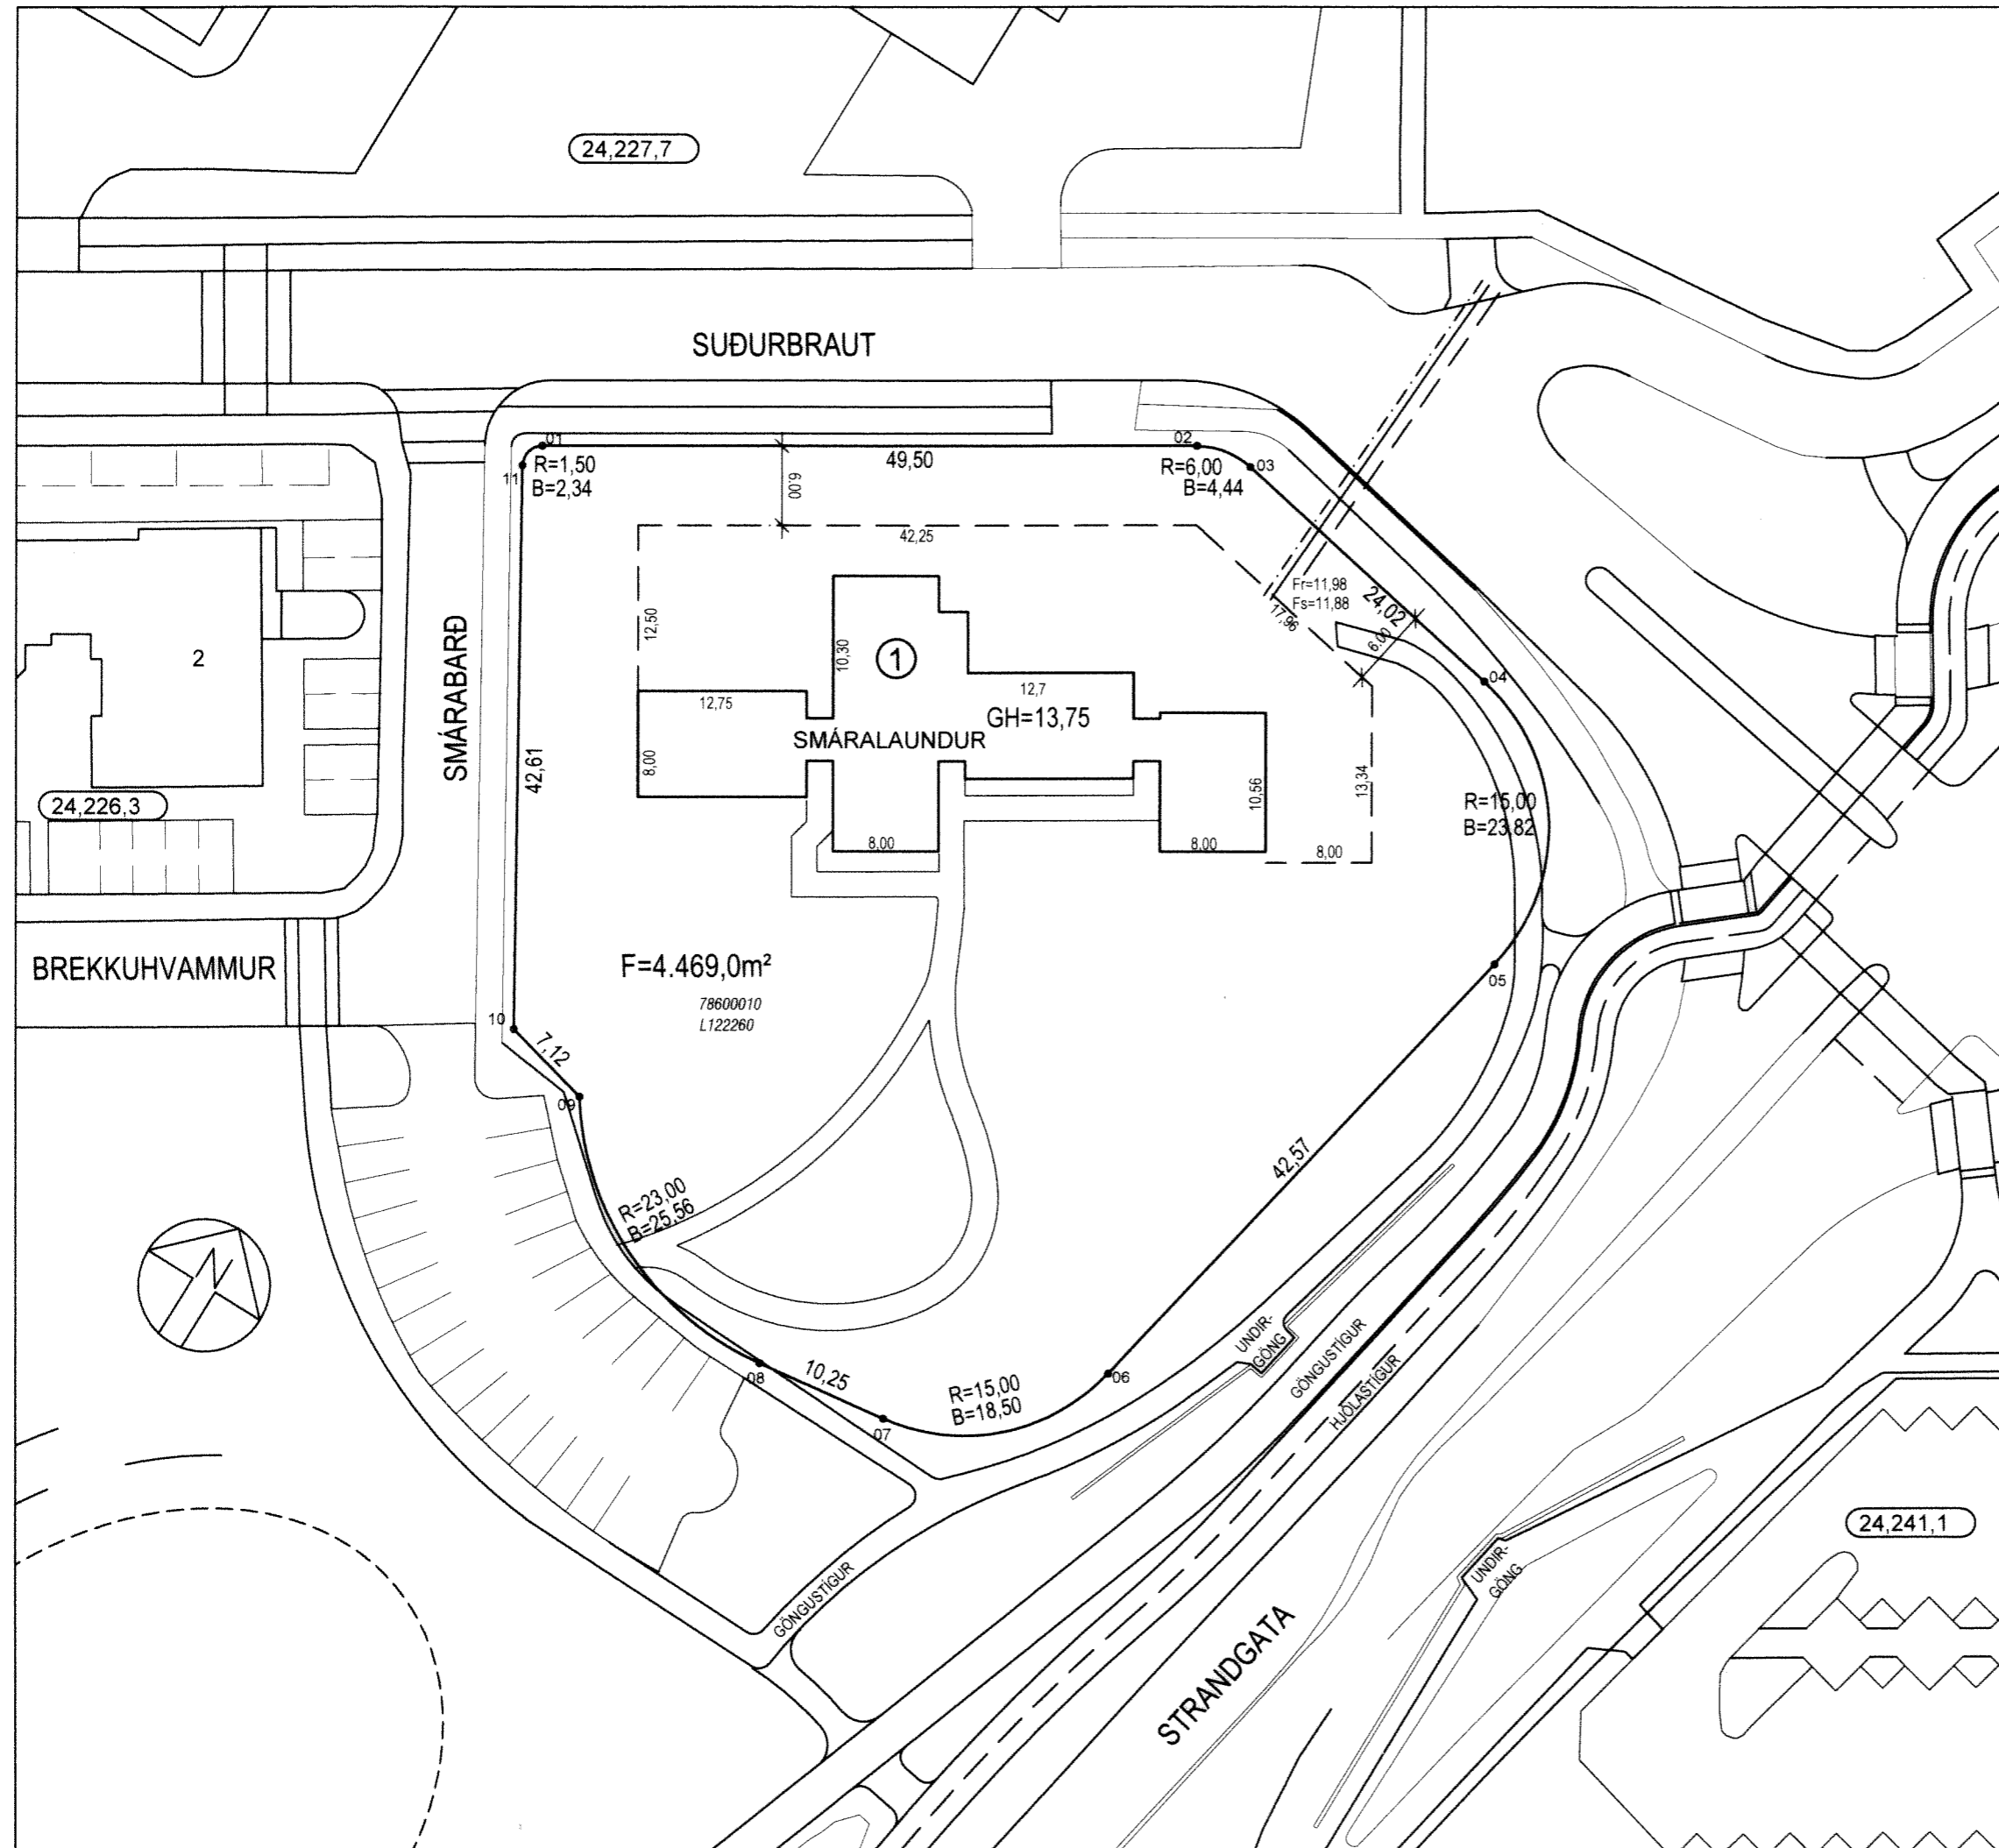 24,227,7
SUÐURBRAUT
01
02
03
11
R=1,50
B=2,34
49,50
R=6,00
B=4,44
6,00
42,25
Fr=11,98
Fs=11,88
24,02
17,96
6.00
12,50
10,30
1
2
SMÁRABARÐ
04
12,75
12,7
GH=13,75
SMÁRALAUNDUR
8,00
42,61
10,56
13,34
R=15,00
B=23,82
24,226,3
8,00
8,00
8,00
BREKKUHVAMMUR
F=4.469,0m²
78600010
L122260
05
10
7,12
09
42,57
R=23,00
B=25,56
N
08
10,25
R=15,00
B=18,50
06
07
UNDIR-
GÖNG
GÖNGUSTÍGUR
HJÓLASTÍGUR
24,241,1
UNDIR-
GÖNG
GÖNGUSTÍGUR
STRANDGATA